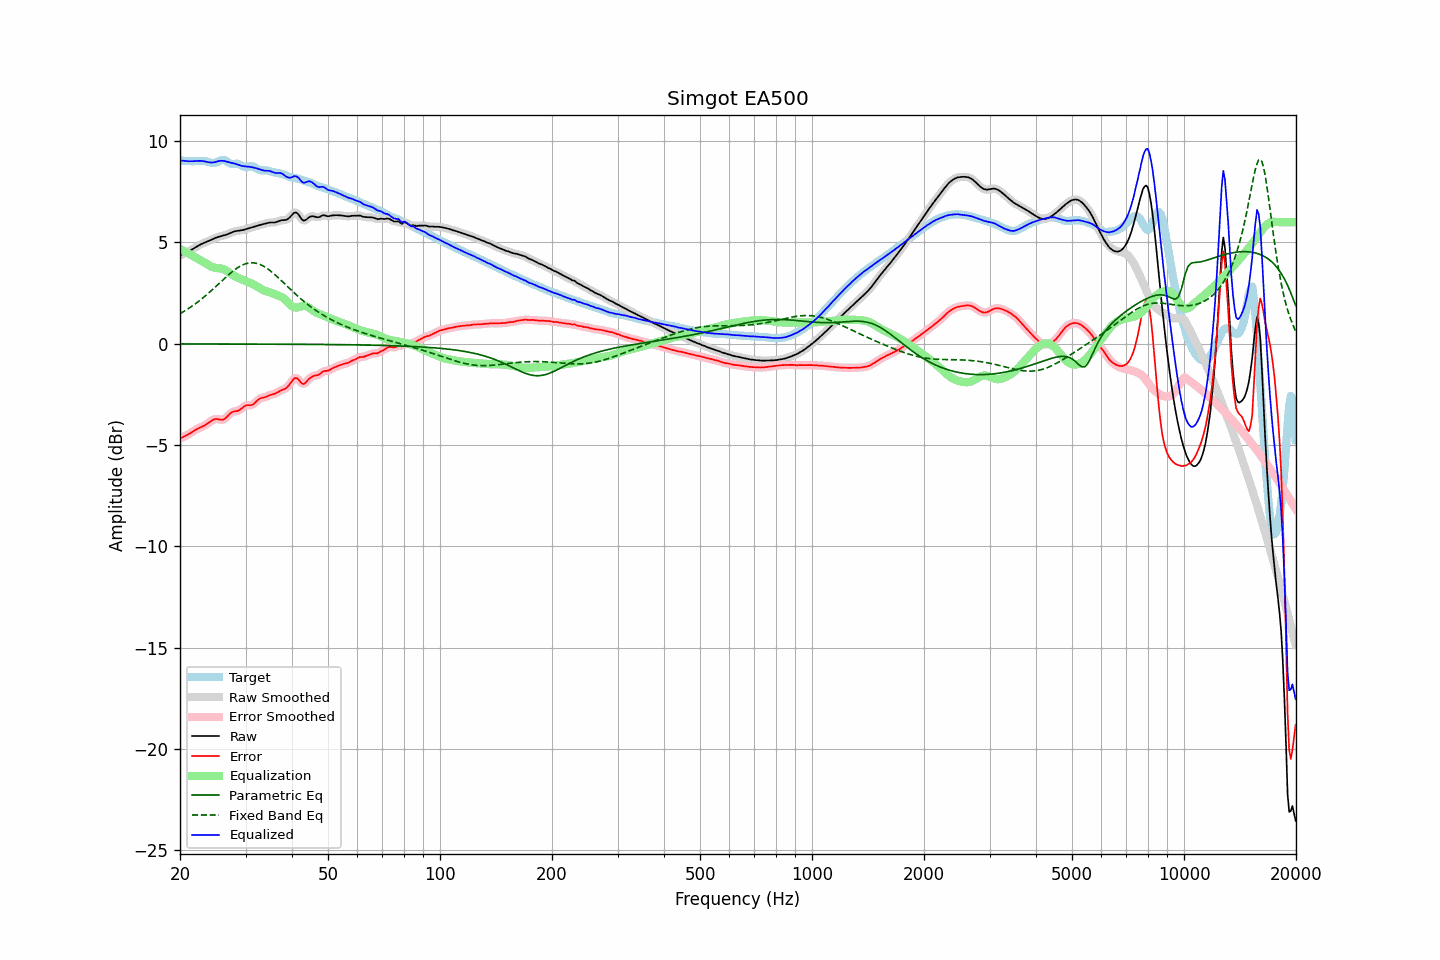 Simgot EA500
10
5
0
−5
−10
−15
−20
−25
Amplitude (dBr)
Target
Raw Smoothed
Error Smoothed
Raw
Error
Equalization
Parametric Eq
Fixed Band Eq
Equalized
20 50 100 200 500 1000 2000 5000 10000 20000
Frequency (Hz)